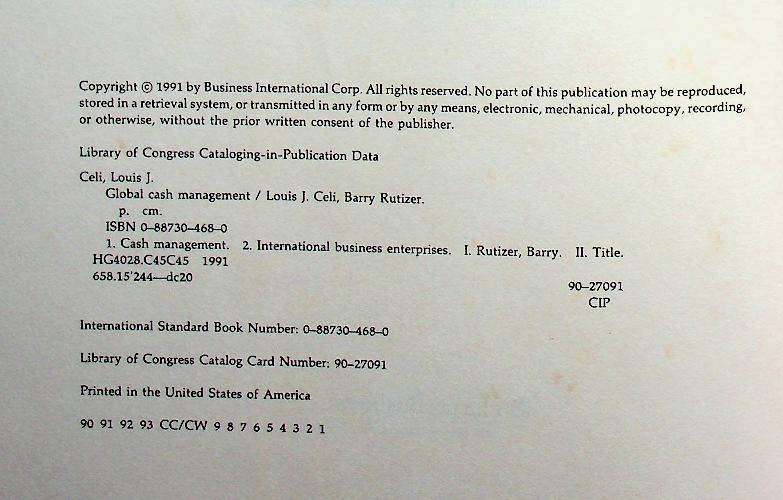 Copyright © 1991 by Business International Corp. All rights reserved. No part of this publication may be reproduced,
stored in a retrieval system, or transmitted in any form or by any means, electronic, mechanical, photocopy, recording,
or otherwise, without the prior written consent of the publisher.
Library of Congress Cataloging-in-Publication Data
Celi, Louis J.
Global cash management / Louis J. Celi, Barry Rutizer.
p. cm.
ISBN 0-88730-468-0
1. Cash management. 2. International business enterprises. I. Rutizer, Barry. II. Title.
HG4028.C45C45 1991
658.15'244—dc20
90-27091
CIP
International Standard Book Number: 0-88730-468-0
Library of Congress Catalog Card Number: 90-27091
Printed in the United States of America
90 91 92 93 CC/CW 9 8 7 6 5 4 3 2 1